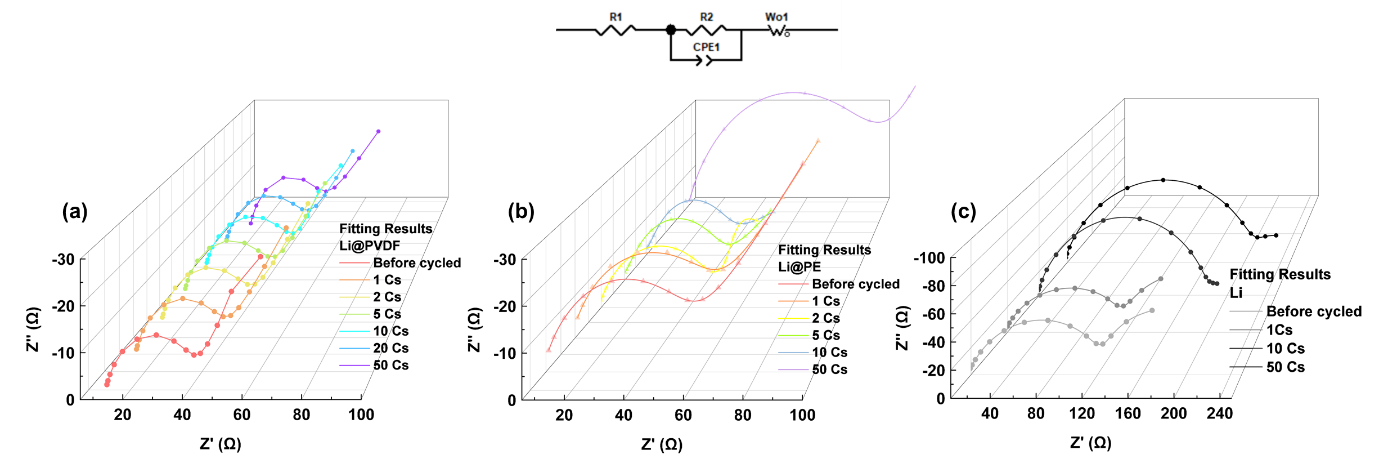 R1
R2
Wo1
CPE1
(a)
-30
-20
-10
0
Z'' (Ω)
20
40
60
80
100
Z' (Ω)
Fitting Results
Li@PVDF
Before cycled
1 Cs
2 Cs
5 Cs
10 Cs
20 Cs
50 Cs
(b)
-30
-20
-10
0
Z'' (Ω)
20
40
60
80
100
Z' (Ω)
Fitting Results
Li@PE
Before cycled
1 Cs
2 Cs
5 Cs
10 Cs
50 Cs
(c)
-100
-80
-60
-40
-20
0
Z'' (Ω)
40
80
120
160
200
240
Z' (Ω)
Fitting Results
Li
Before cycled
1Cs
10 Cs
50 Cs